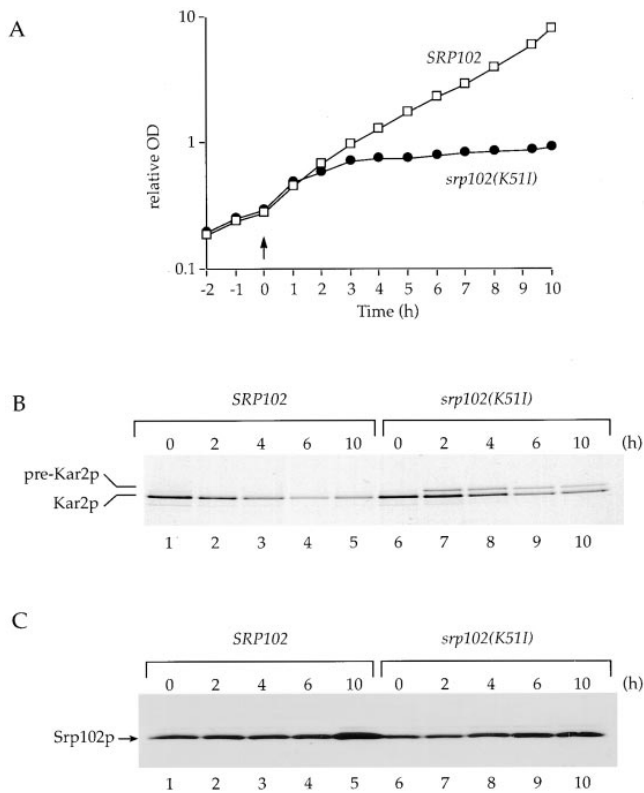 A
10
SRP102
relative OD
1
srp102(K51I)
0.1
-2 -1 0 1 2 3 4 5 6 7 8 9 10
Time (h)
B
SRP102 srp102(K51I)
0 2 4 6 10 0 2 4 6 10 (h)
pre-Kar2p
Kar2p
1 2 3 4 5 6 7 8 9 10
C
SRP102 srp102(K51I)
0 2 4 6 10 0 2 4 6 10 (h)
Srp102p
1 2 3 4 5 6 7 8 9 10